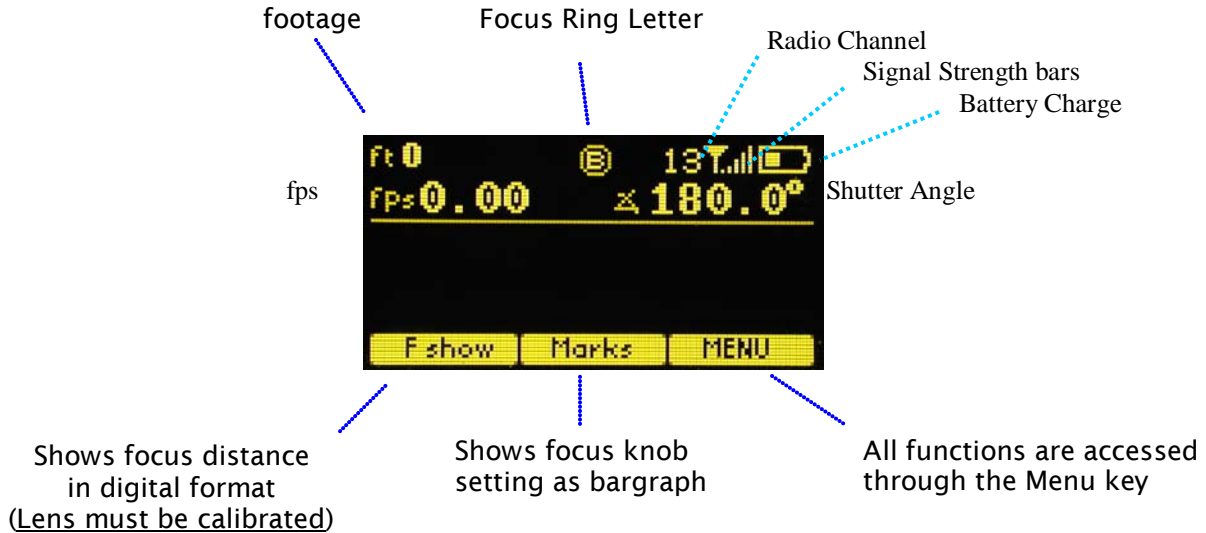 footage
Focus Ring Letter
Radio Channel
Signal Strength bars
Battery Charge
ft 0
B
13
fps
fps 0.00
180.0°
Shutter Angle
F show
Marks
MENU
Shows focus distance
in digital format
(Lens must be calibrated)
Shows focus knob
setting as bargraph
All functions are accessed
through the Menu key